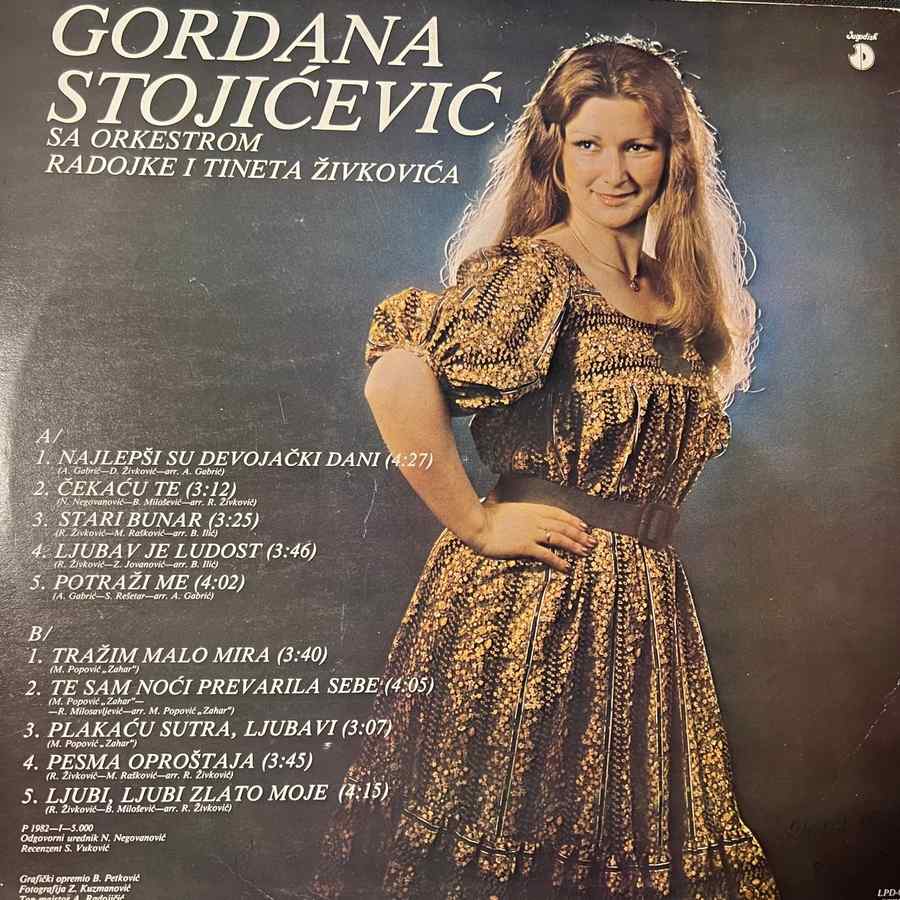 GORDANA
STOJIĆEVIĆ
SA ORKESTROM
RADOJKE I TINETA ŽIVKOVIĆA
Jugodisk
A/
1. NAJLEPŠI SU DEVOJAČKI DANI (4:27)
(A. Gabrić—D. Živković—arr. A. Gabrić)
2. ČEKAĆU TE (3:12)
(N. Negovanović—B. Milošević—arr. R. Živković)
3. STARI BUNAR (3:25)
(R. Živković—M. Rašković—arr. B. Ilić)
4. LJUBAV JE LUDOST (3:46)
(R. Živković—Z. Jovanović—arr. B. Ilić)
5. POTRAŽI ME (4:02)
(A. Gabrić—S. Rešetar—arr. A. Gabrić)
B/
1. TRAŽIM MALO MIRA (3:40)
(M. Popović „Zahar")
2. TE SAM NOĆI PREVARILA SEBE (4:05)
(M. Popović „Zahar"—
—R. Milosavljević—arr. M. Popović „Zahar")
3. PLAKAĆU SUTRA, LJUBAVI (3:07)
(M. Popović „Zahar")
4. PESMA OPROŠTAJA (3:45)
(R. Živković—M. Rašković—arr. R. Živković)
5. LJUBI, LJUBI ZLATO MOJE (4:15)
(R. Živković—B. Milošević—arr. R. Živković)
P 1982—I—5.000
Odgovorni urednik N. Negovanović
Recenzent S. Vuković
Grafički opremio B. Petković
Fotografija Z. Kuzmanović
Ton majstor A. Radojičić
LPD-